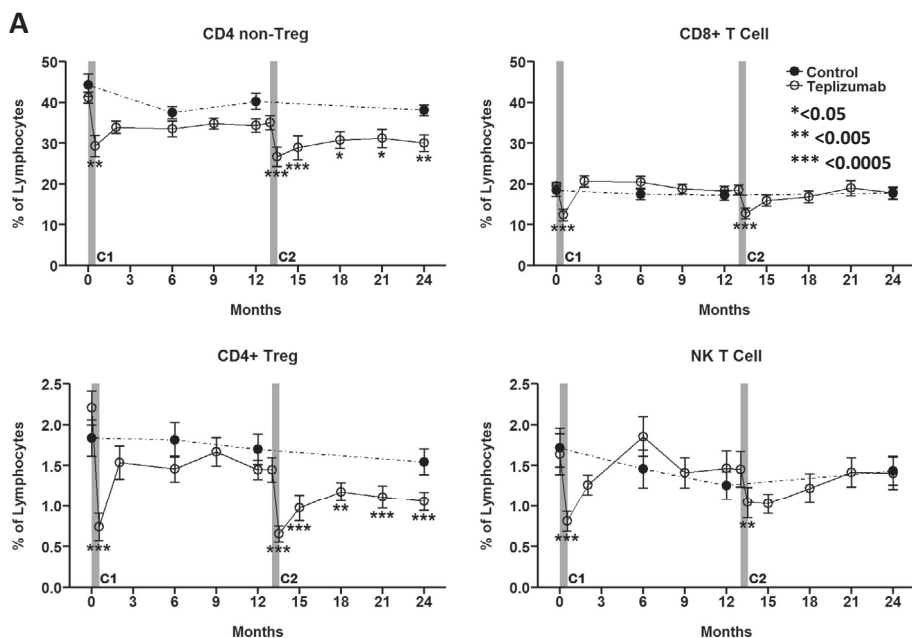 A
CD4 non-Treg
% of Lymphocytes
50
40
30
20
10
0
** *** *** * * **
C1 C2
0 3 6 9 12 15 18 21 24
Months
CD8+ T Cell
% of Lymphocytes
50
40
30
20
10
0
Control
Teplizumab
*<0.05
** <0.005
*** <0.0005
*** ***
C1 C2
0 3 6 9 12 15 18 21 24
Months
CD4+ Treg
% of Lymphocytes
2.5
2.0
1.5
1.0
0.5
0.0
*** *** *** ** *** ***
C1 C2
0 3 6 9 12 15 18 21 24
Months
NK T Cell
% of Lymphocytes
2.5
2.0
1.5
1.0
0.5
0.0
*** **
C1 C2
0 3 6 9 12 15 18 21 24
Months